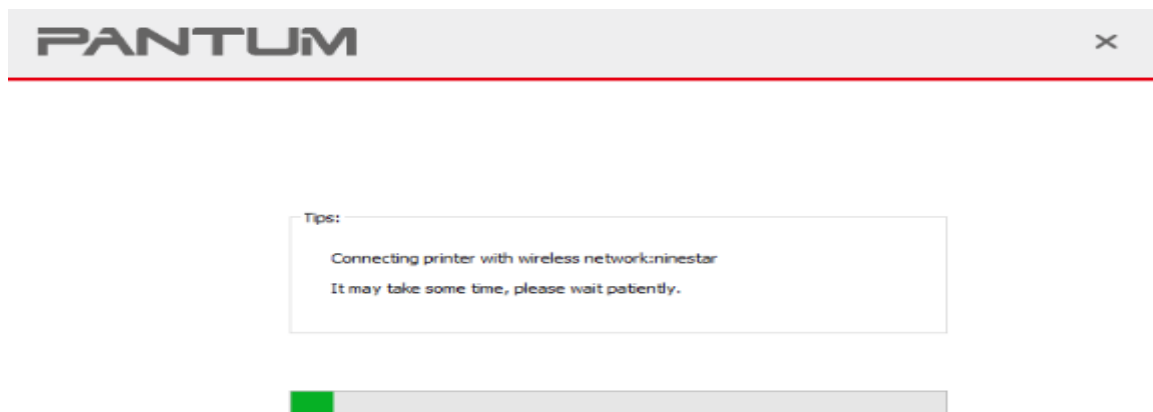 PANTUM
Tips:
Connecting printer with wireless network:ninestar
It may take some time, please wait patiently.